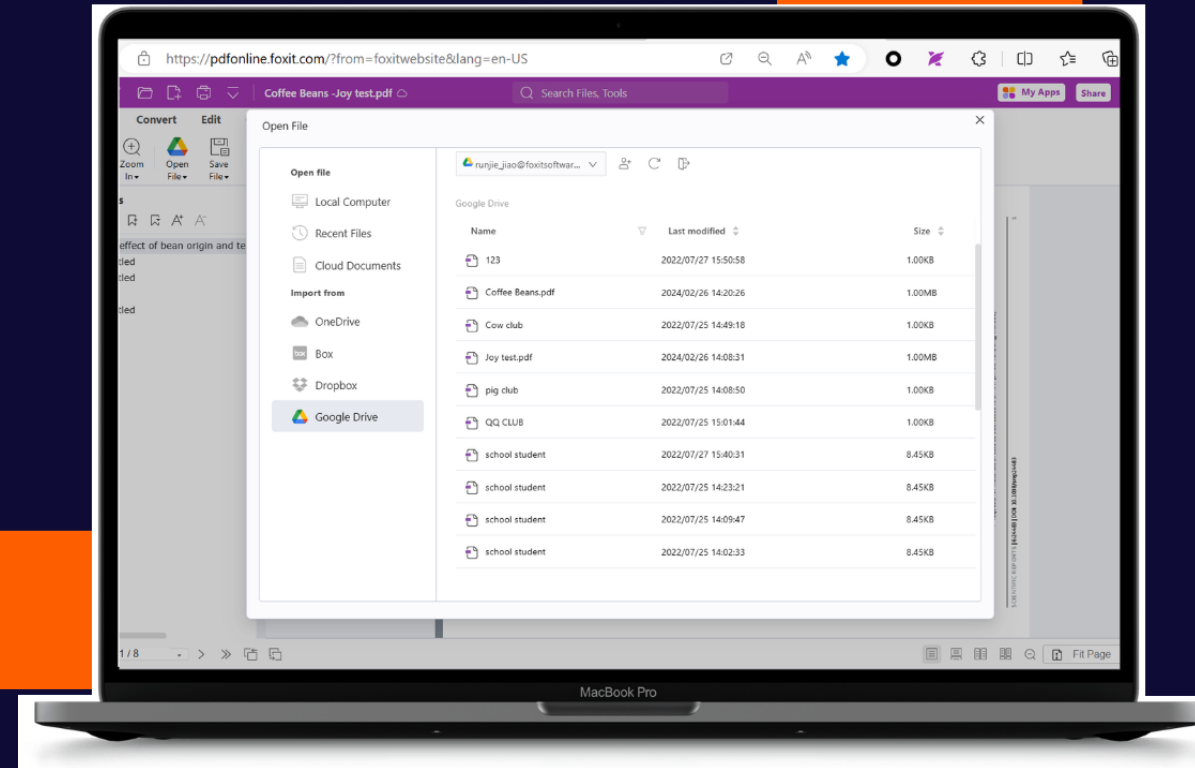 https://pdfonline.foxit.com/?from=foxitwebsite&lang=en-US
Coffee Beans -Joy test.pdf
Search Files, Tools
My Apps
Share
Convert Edit
Open File
Zoom In
Open File
Save File
effect of bean origin and te
tled
tled
tled
Open file
Local Computer
Recent Files
Cloud Documents
Import from
OneDrive
box Box
Dropbox
Google Drive
runjie_jiao@foxitsoftwar...
Google Drive
Name Last modified Size
123 2022/07/27 15:50:58 1.00KB
Coffee Beans.pdf 2024/02/26 14:20:26 1.00MB
Cow club 2022/07/25 14:49:18 1.00KB
Joy test.pdf 2024/02/26 14:08:31 1.00MB
pig club 2022/07/25 14:08:50 1.00KB
QQ CLUB 2022/07/25 15:01:44 1.00KB
school student 2022/07/27 15:40:31 8.45KB
school student 2022/07/25 14:23:21 8.45KB
school student 2022/07/25 14:09:47 8.45KB
school student 2022/07/25 14:02:33 8.45KB
SCIENTIFIC REPORTS
1 / 8
Fit Page
MacBook Pro